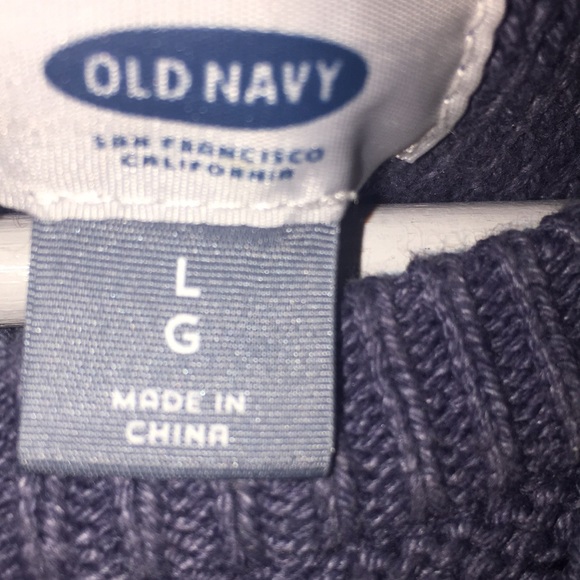 OLD NAVY
SAN FRANCISCO
CALIFORNIA
L
G
MADE IN
CHINA